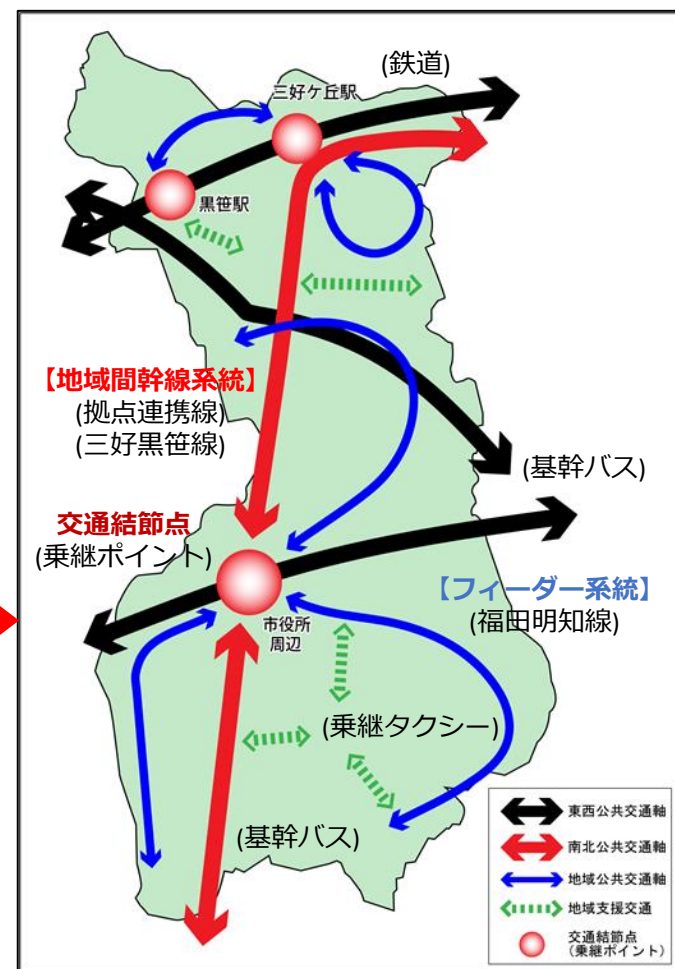 (鉄道)
三好ケ丘駅
黒笹駅
【地域間幹線系統】
(拠点連携線)
(三好黒笹線)
(基幹バス)
交通結節点
(乗継ポイント)
【フィーダー系統】
(福田明知線)
市役所
周辺
(乗継タクシー)
(基幹バス)
東西公共交通軸
南北公共交通軸
地域公共交通軸
地域支援交通
交通結節点
(乗継ポイント)